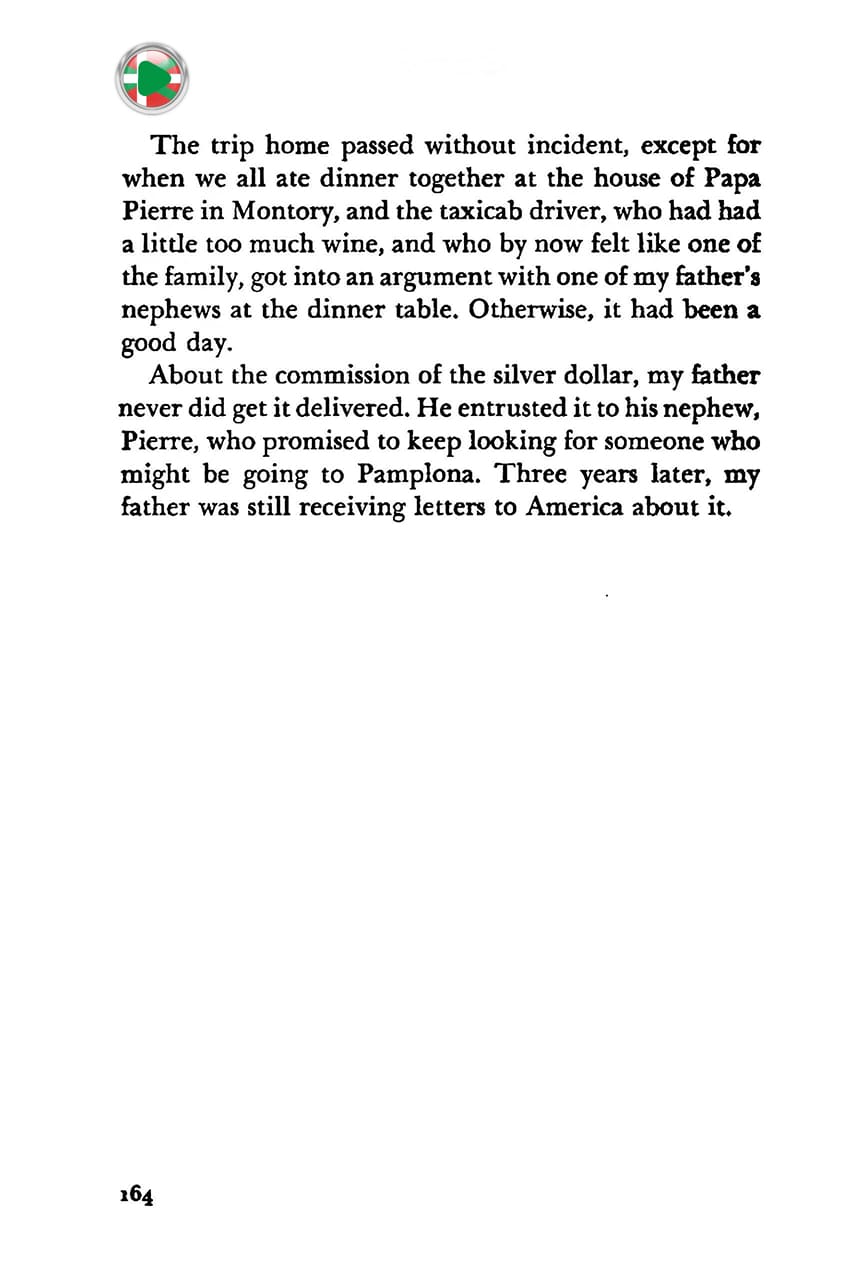 The trip home passed without incident, except for
when we all ate dinner together at the house of Papa
Pierre in Montory, and the taxicab driver, who had had
a little too much wine, and who by now felt like one of
the family, got into an argument with one of my father's
nephews at the dinner table. Otherwise, it had been a
good day.
About the commission of the silver dollar, my father
never did get it delivered. He entrusted it to his nephew,
Pierre, who promised to keep looking for someone who
might be going to Pamplona. Three years later, my
father was still receiving letters to America about it.
164